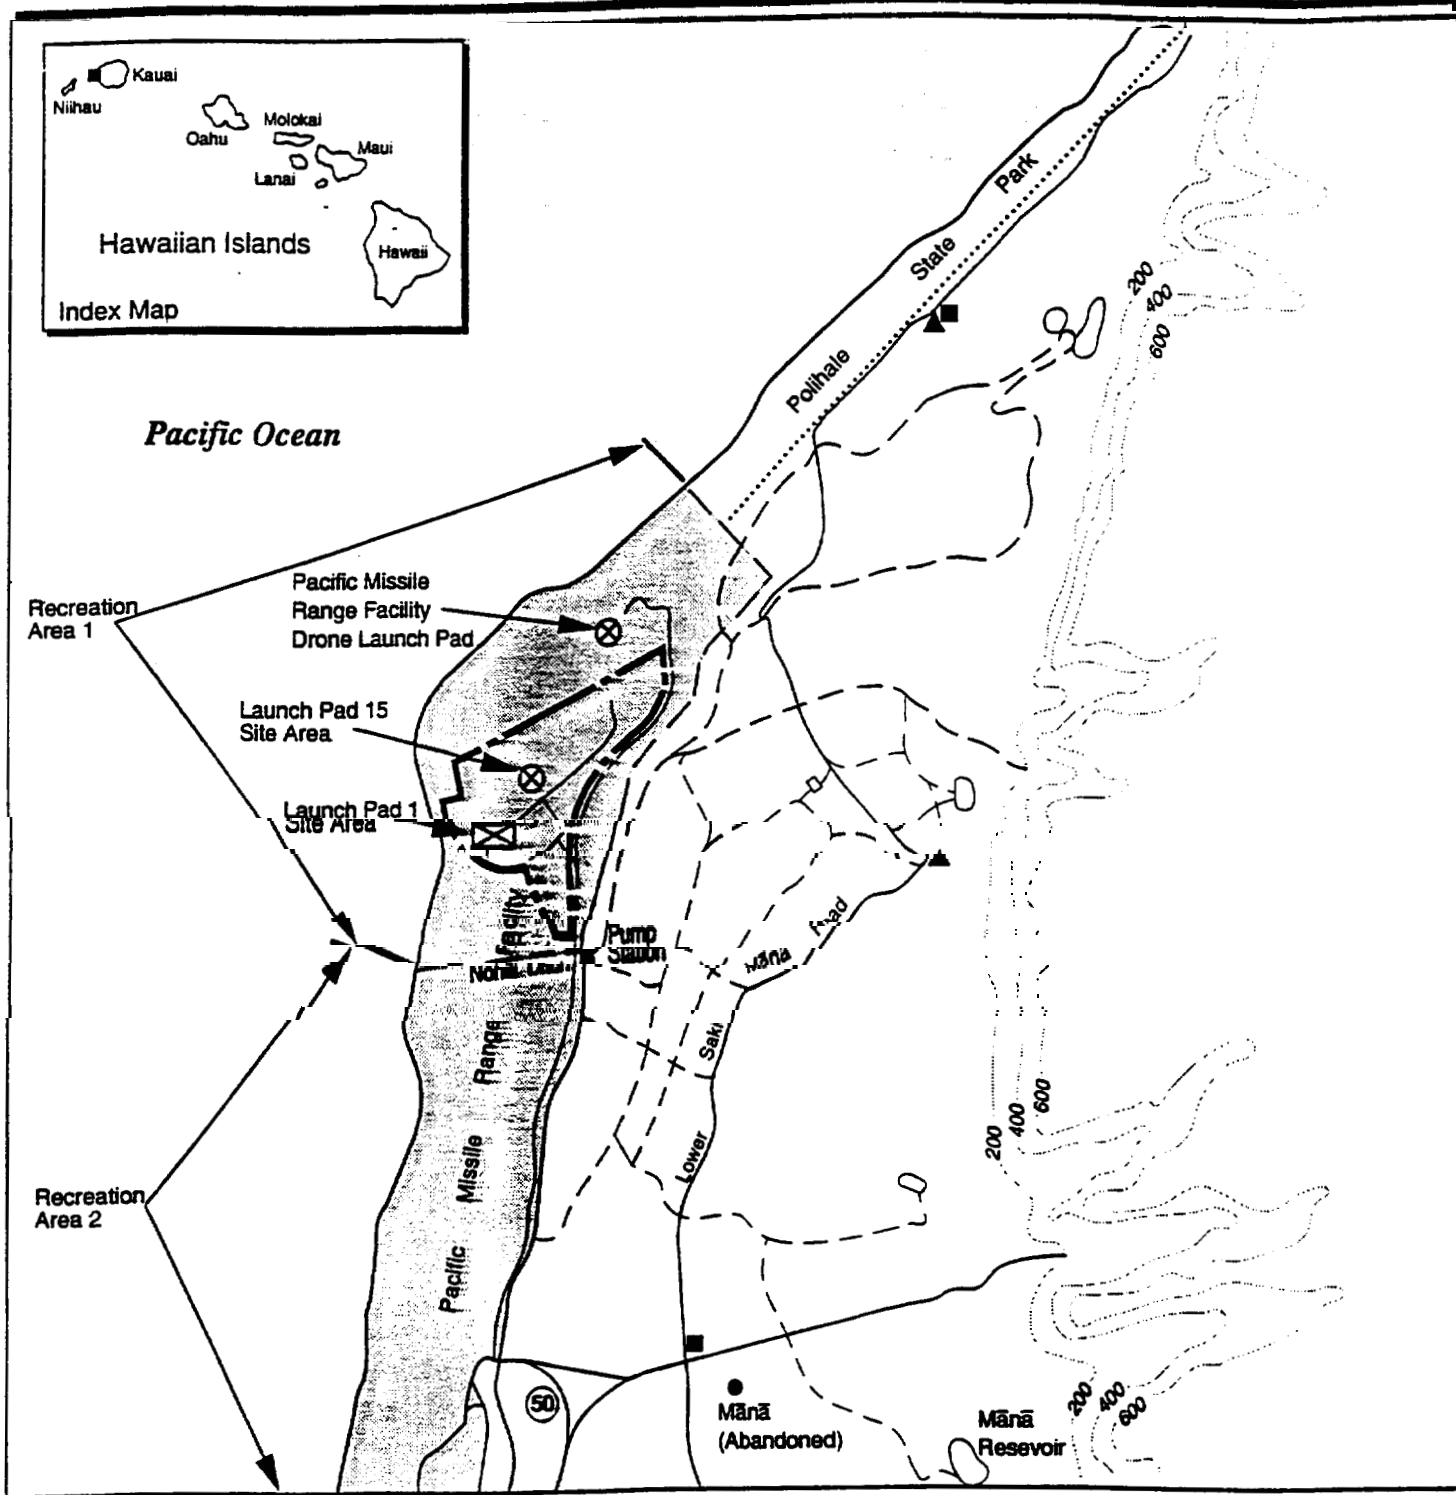 Kauai
Niihau
Oahu
Molokai
Maui
Lanai
Hawaiian Islands
Hawaii
Index Map
Pacific Ocean
Polihale State Park
200
400
600
Recreation
Area 1
Pacific Missile
Range Facility
Drone Launch Pad
Launch Pad 15
Site Area
Launch Pad 1
Site Area
Pump
Station
Pacific Missile Range Facility
Lower Saki Mānā Road
200
400
600
Recreation
Area 2
50
Mānā
(Abandoned)
Mānā
Resevoir
200
400
600